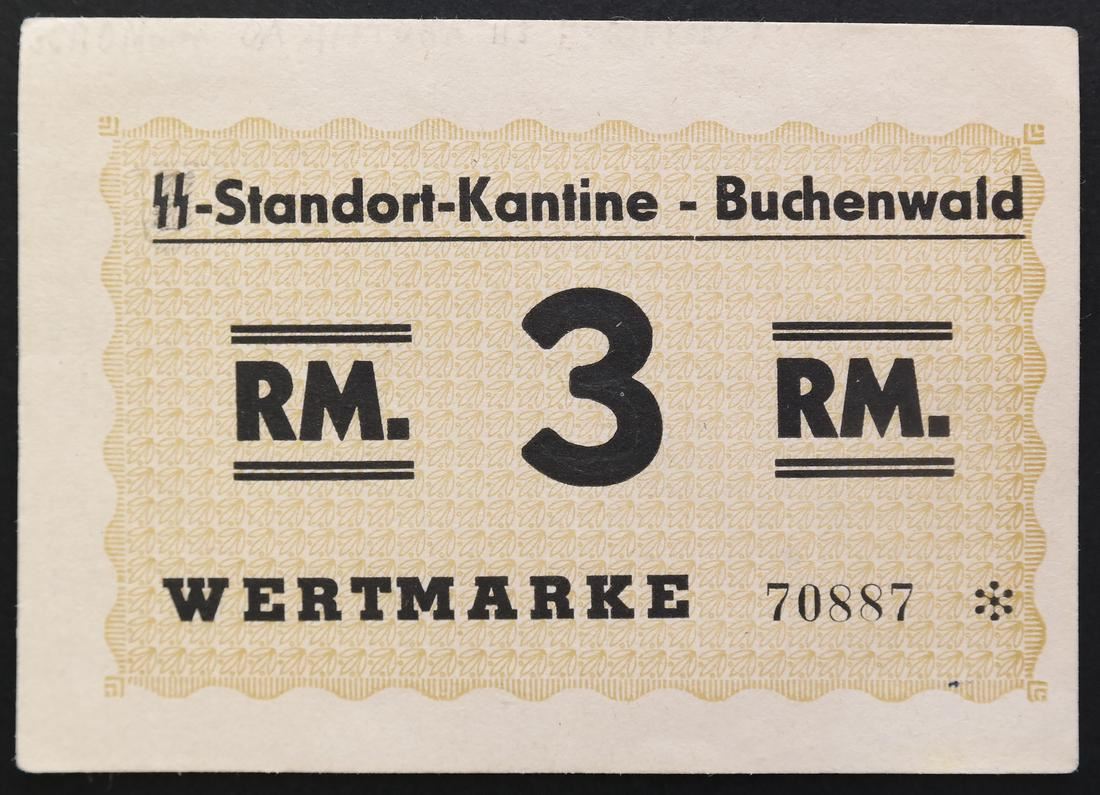 SS-Standort-Kantine - Buchenwald
RM. 3 RM.
WERTMARKE 70887 *